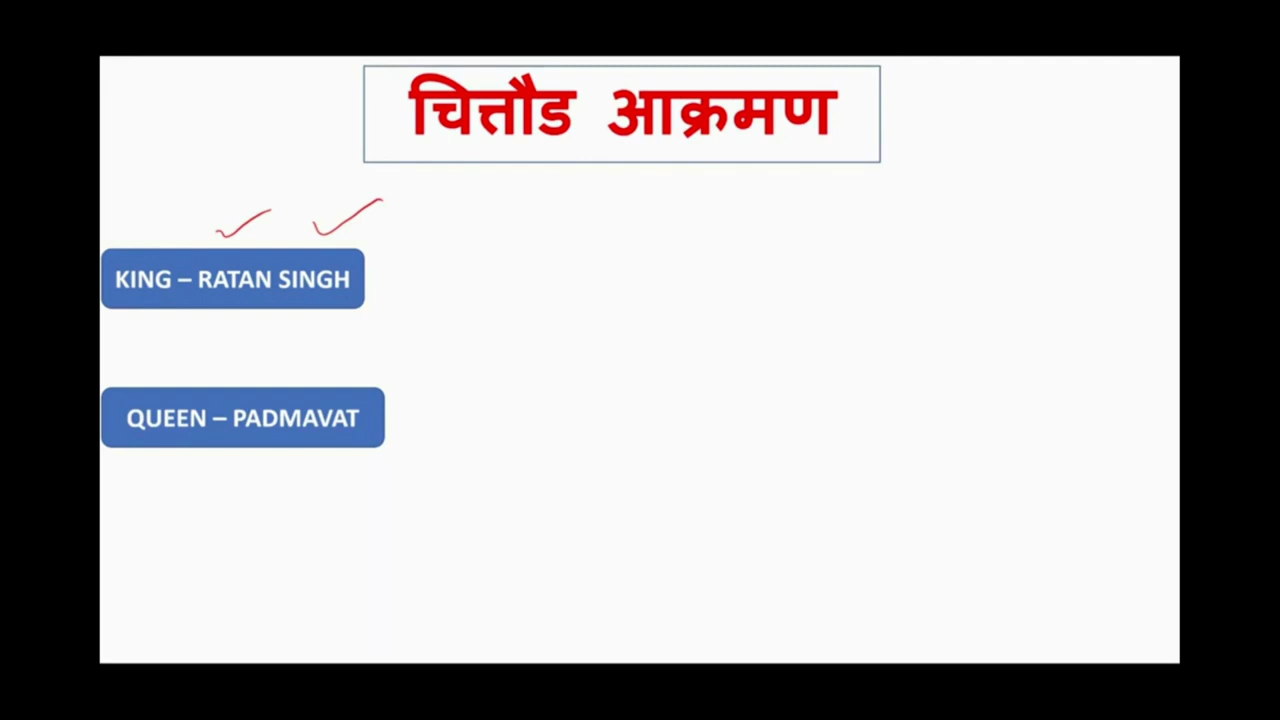 चित्तौड आक्रमण
KING – RATAN SINGH
QUEEN – PADMAVAT